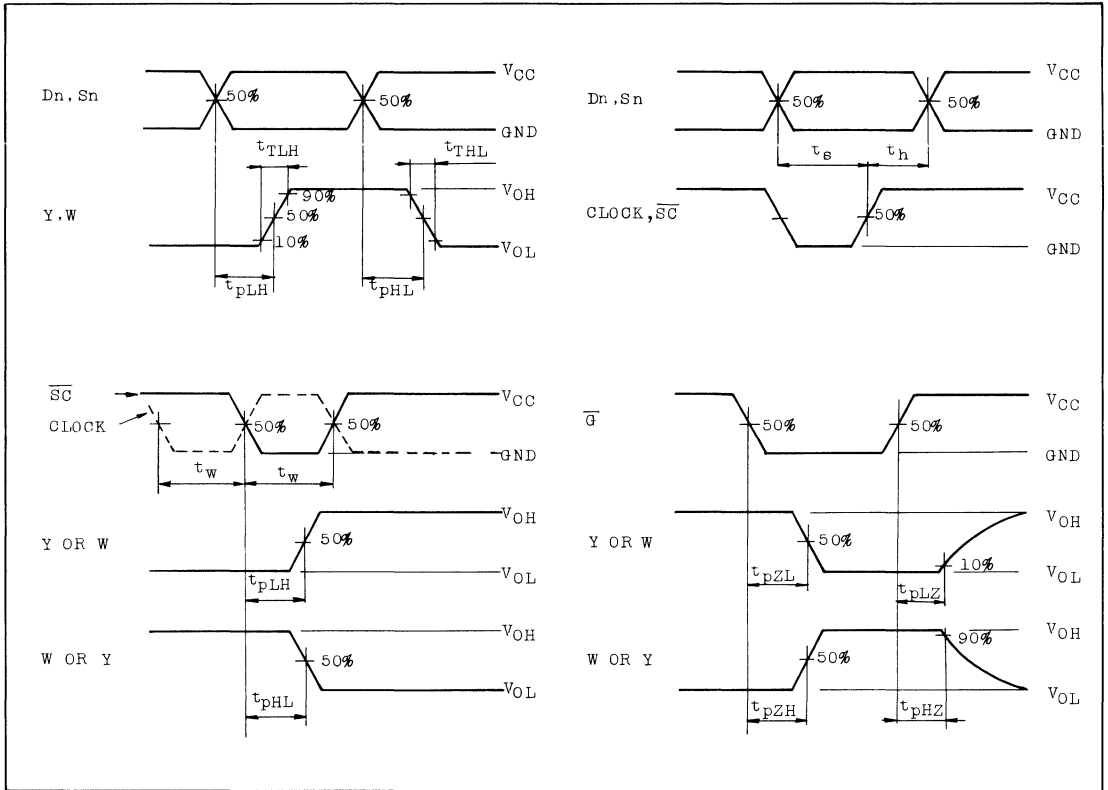 Dn, Sn
50%
50%
VCC
GND
tTLH
tTHL
Y, W
90%
50%
10%
VOH
VOL
tpLH
tpHL
Dn, Sn
50%
50%
VCC
GND
ts
th
CLOCK, SC
50%
VCC
GND
SC
CLOCK
50%
50%
VCC
GND
tw
tw
Y OR W
50%
VOH
VOL
tpLH
W OR Y
50%
VOH
VOL
tpHL
G
50%
50%
VCC
GND
Y OR W
50%
10%
VOH
VOL
tpZL
tpLZ
W OR Y
50%
90%
VOH
VOL
tpZH
tpHZ